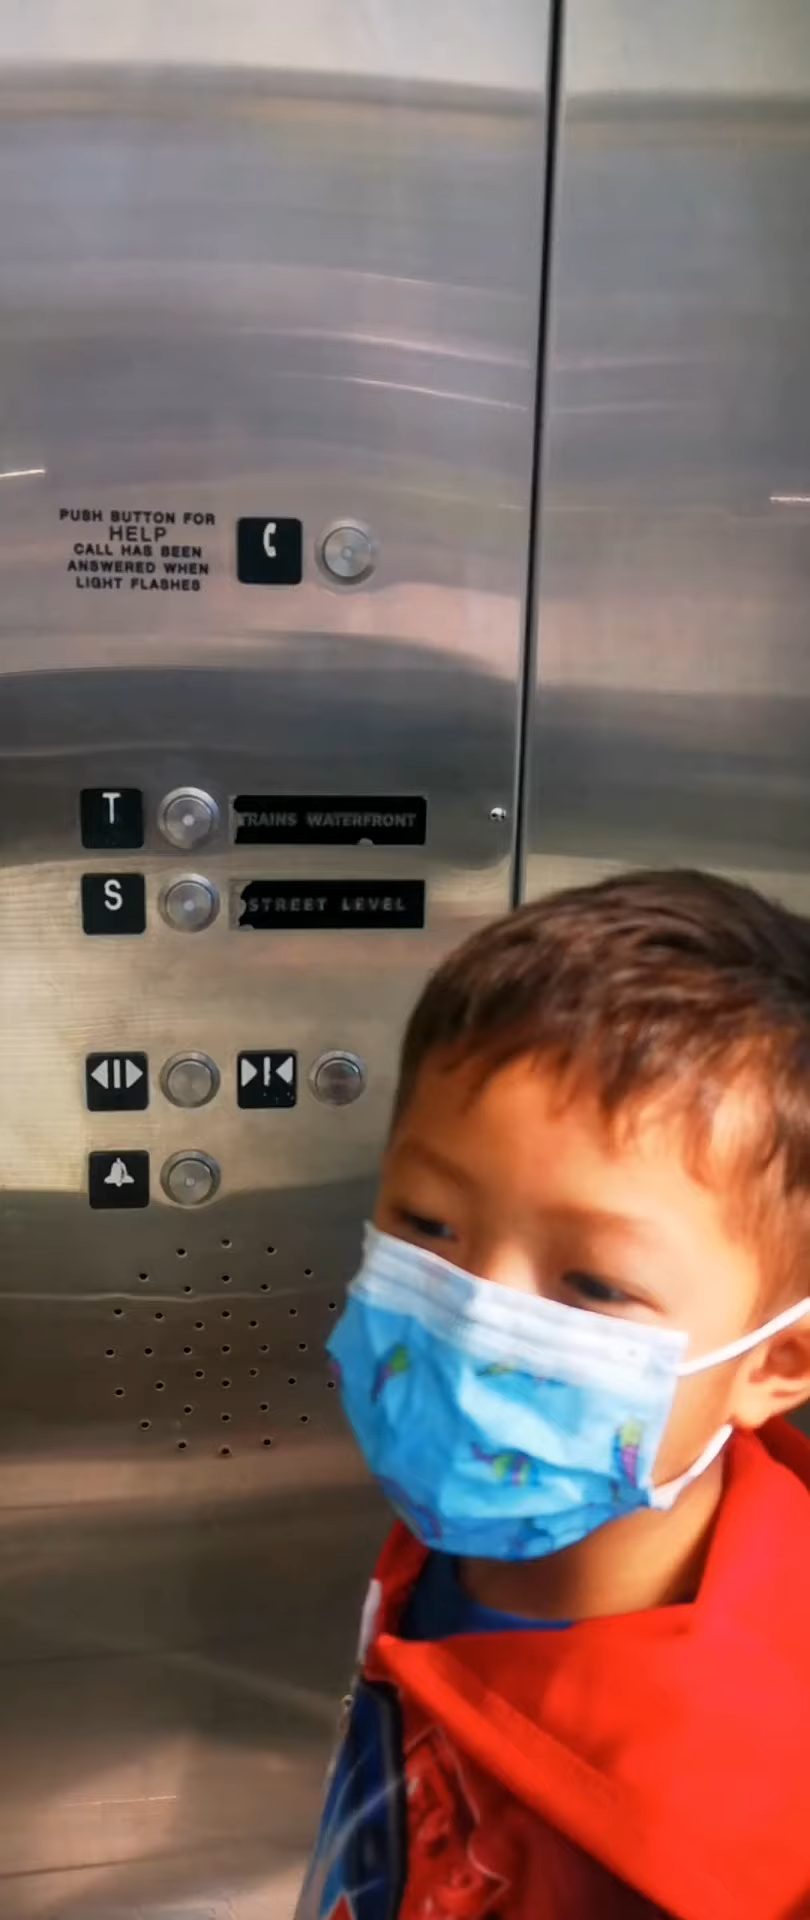 PUSH BUTTON FOR
HELP
CALL HAS BEEN
ANSWERED WHEN
LIGHT FLASHES
T TRAINS WATERFRONT
S STREET LEVEL